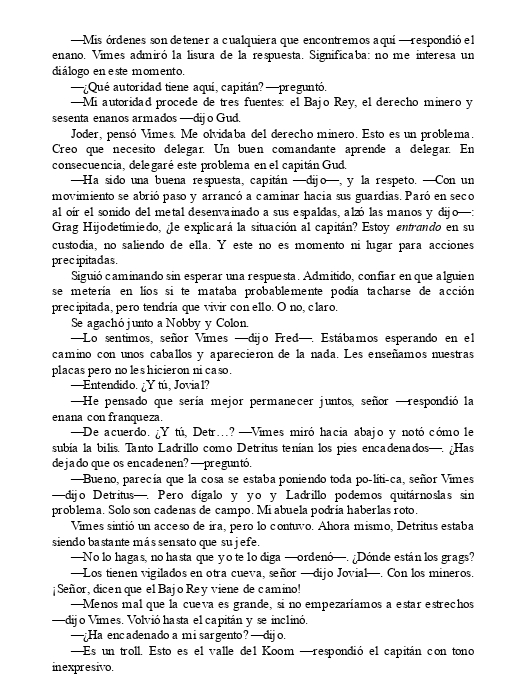 —Mis órdenes son detener a cualquiera que encontremos aquí —respondió el
enano. Vimes admiró la lisura de la respuesta. Significaba: no me interesa un
diálogo en este momento.
—¿Qué autoridad tiene aquí, capitán? —preguntó.
—Mi autoridad procede de tres fuentes: el Bajo Rey, el derecho minero y
sesenta enanos armados —dijo Gud.
Joder, pensó Vimes. Me olvidaba del derecho minero. Esto es un problema.
Creo que necesito delegar. Un buen comandante aprende a delegar. En
consecuencia, delegaré este problema en el capitán Gud.
—Ha sido una buena respuesta, capitán —dijo—, y la respeto. —Con un
movimiento se abrió paso y arrancó a caminar hacia sus guardias. Paró en seco
al oír el sonido del metal desenvainado a sus espaldas, alzó las manos y dijo—:
Grag Hijodetimiedo, ¿le explicará la situación al capitán? Estoy entrando en su
custodia, no saliendo de ella. Y este no es momento ni lugar para acciones
precipitadas.
Siguió caminando sin esperar una respuesta. Admitido, confiar en que alguien
se metería en líos si te mataba probablemente podía tacharse de acción
precipitada, pero tendría que vivir con ello. O no, claro.
Se agachó junto a Nobby y Colon.
—Lo sentimos, señor Vimes —dijo Fred—. Estábamos esperando en el
camino con unos caballos y aparecieron de la nada. Les enseñamos nuestras
placas pero no les hicieron ni caso.
—Entendido. ¿Y tú, Jovial?
—He pensado que sería mejor permanecer juntos, señor —respondió la
enana con franqueza.
—De acuerdo. ¿Y tú, Detr…? —Vimes miró hacia abajo y notó cómo le
subía la bilis. Tanto Ladrillo como Detritus tenían los pies encadenados—. ¿Has
dejado que os encadenen? —preguntó.
—Bueno, parecía que la cosa se estaba poniendo toda po-líti-ca, señor Vimes
—dijo Detritus—. Pero dígalo y yo y Ladrillo podemos quitárnoslas sin
problema. Solo son cadenas de campo. Mi abuela podría haberlas roto.
Vimes sintió un acceso de ira, pero lo contuvo. Ahora mismo, Detritus estaba
siendo bastante más sensato que su jefe.
—No lo hagas, no hasta que yo te lo diga —ordenó—. ¿Dónde están los grags?
—Los tienen vigilados en otra cueva, señor —dijo Jovial—. Con los mineros.
¡Señor, dicen que el Bajo Rey viene de camino!
—Menos mal que la cueva es grande, si no empezaríamos a estar estrechos
—dijo Vimes. Volvió hasta el capitán y se inclinó.
—¿Ha encadenado a mi sargento? —dijo.
—Es un troll. Esto es el valle del Koom —respondió el capitán con tono
inexpresivo.